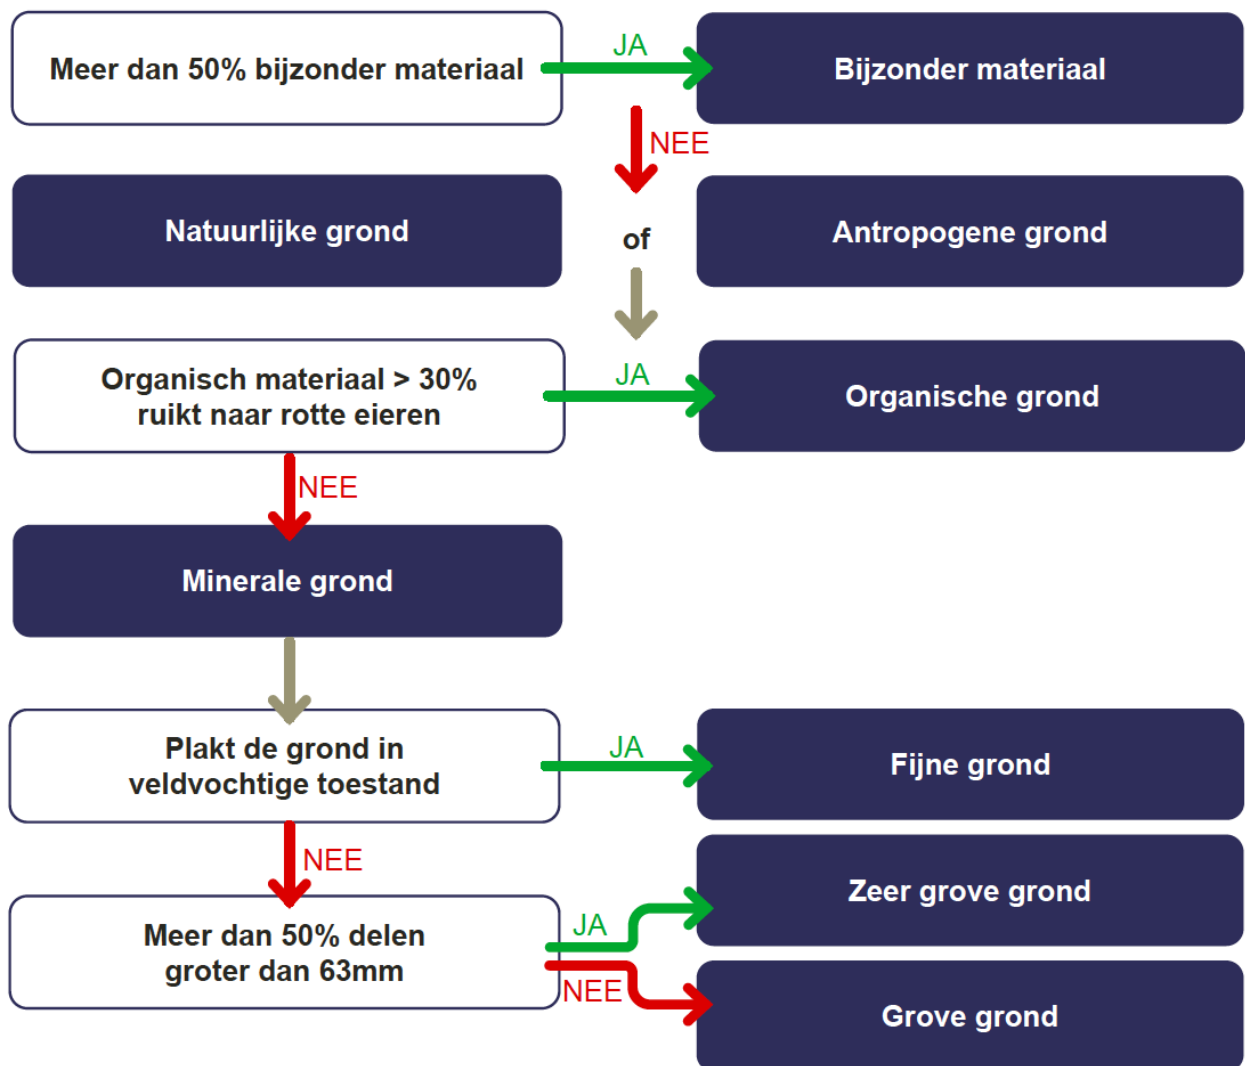 Meer dan 50% bijzonder materiaal
JA
Bijzonder materiaal
NEE
Natuurlijke grond
of
Antropogene grond
Organisch materiaal > 30%
ruikt naar rotte eieren
JA
Organische grond
NEE
Minerale grond
Plakt de grond in
veldvochtige toestand
JA
Fijne grond
NEE
Zeer grove grond
Meer dan 50% delen
groter dan 63mm
JA
NEE
Grove grond